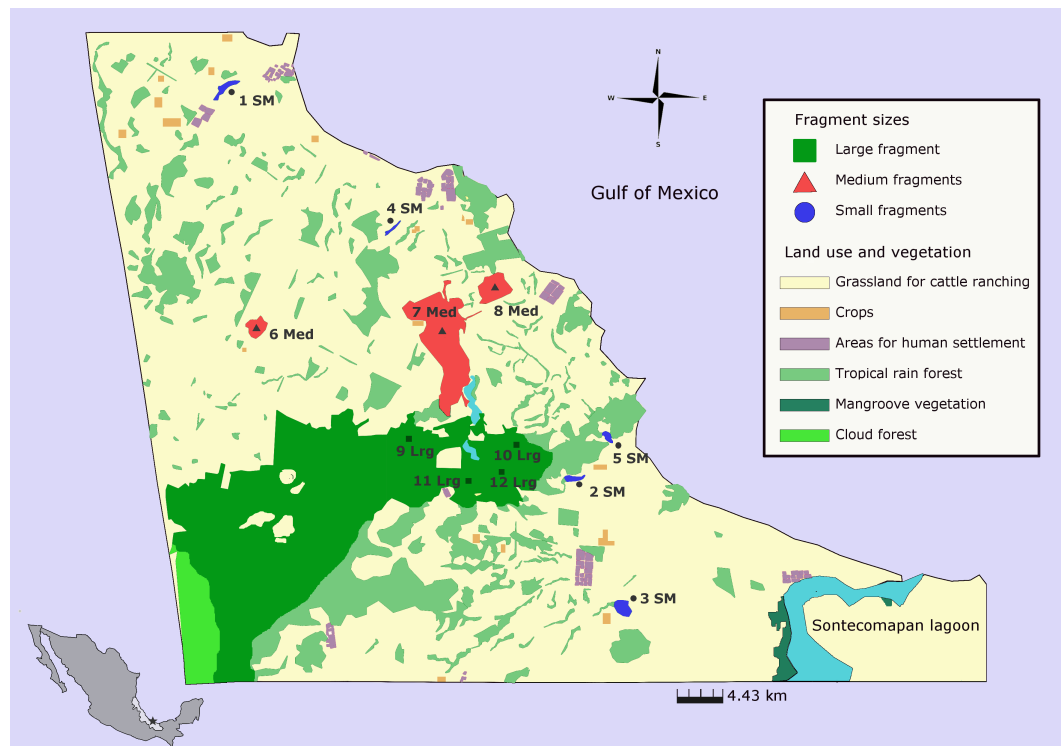 N
W
E
S
Gulf of Mexico
1 SM
4 SM
8 Med
7 Med
6 Med
9 Lrg
10 Lrg
11 Lrg
12 Lrg
5 SM
2 SM
3 SM
Sontecomapan lagoon
4.43 km
Fragment sizes
Large fragment
Medium fragments
Small fragments
Land use and vegetation
Grassland for cattle ranching
Crops
Areas for human settlement
Tropical rain forest
Mangroove vegetation
Cloud forest